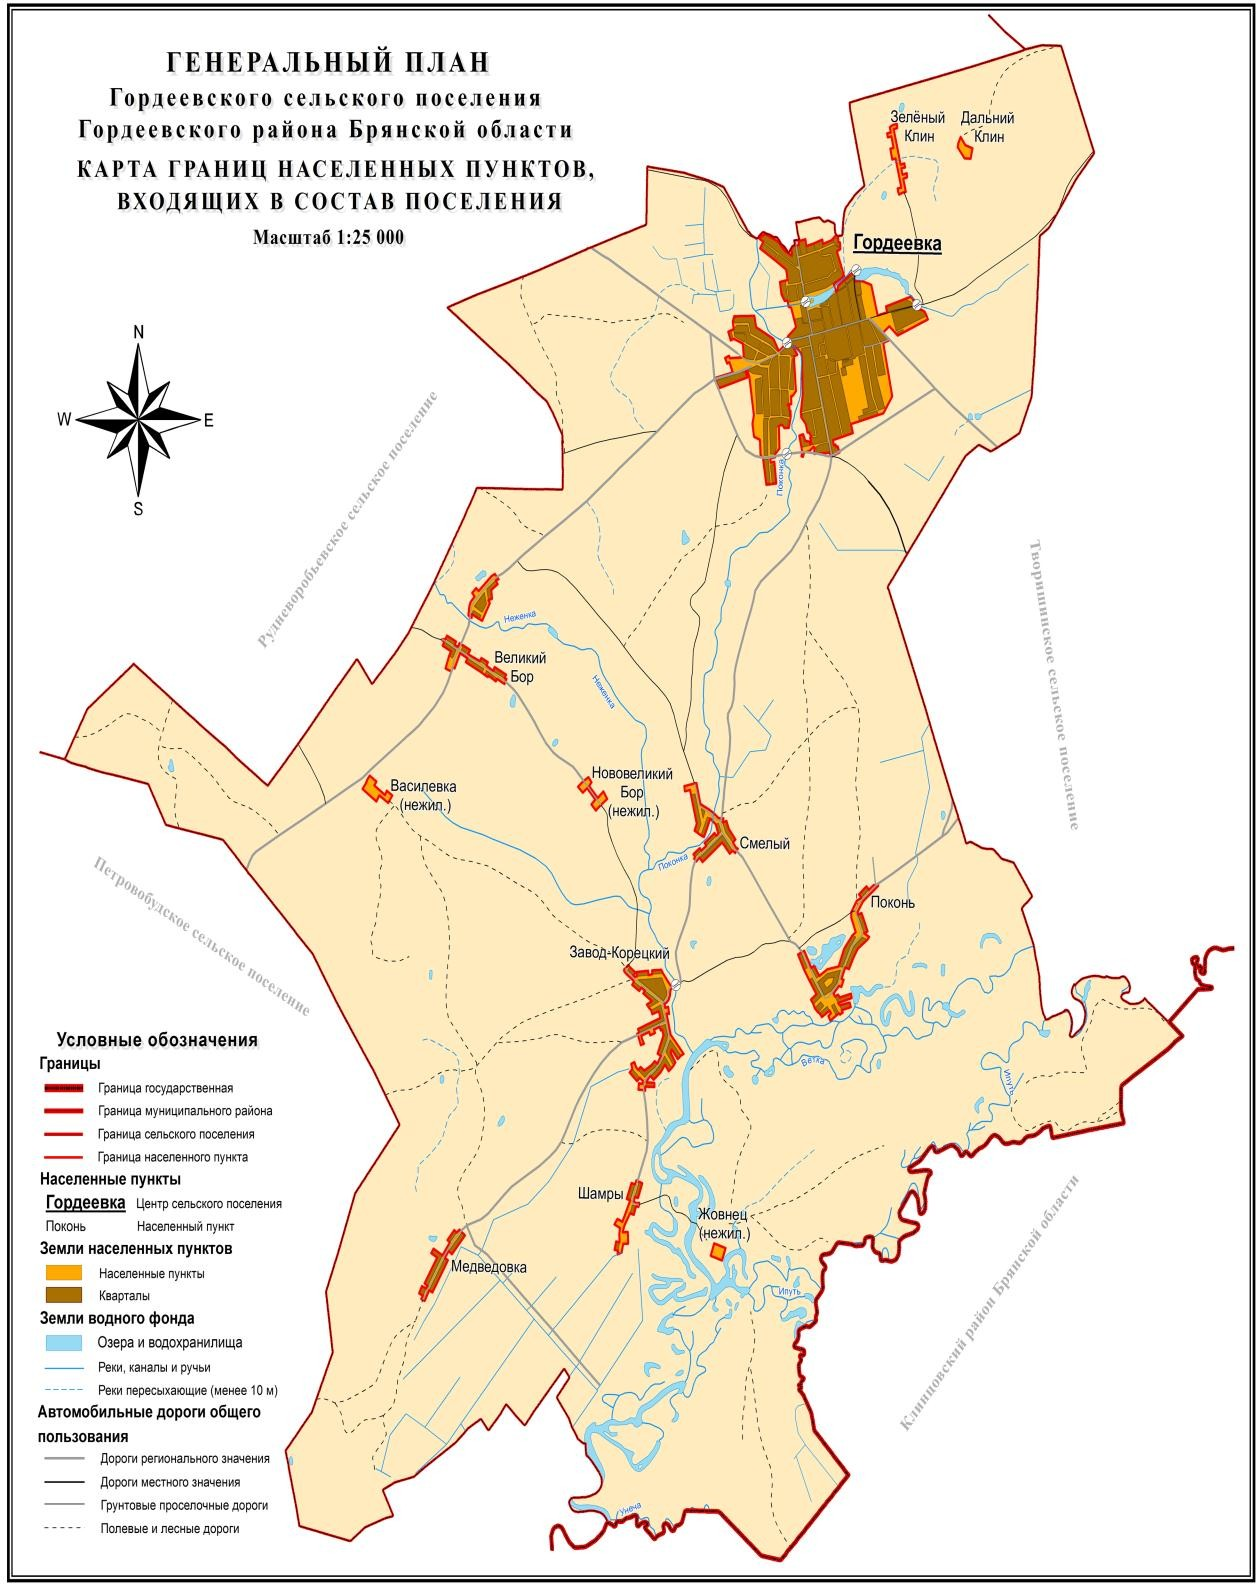 ГЕНЕРАЛЬНЫЙ ПЛАН
Гордеевского сельского поселения
Гордеевского района Брянской области
КАРТА ГРАНИЦ НАСЕЛЕННЫХ ПУНКТОВ,
ВХОДЯЩИХ В СОСТАВ ПОСЕЛЕНИЯ
Масштаб 1:25 000
Зелёный
Клин
Дальний
Клин
Гордеевка
N
W
E
S
Рудневоробьевское сельское поселение
Поконка
Творишинское сельское поселение
Неженка
Великий
Бор
Неженка
Василевка
(нежил.)
Нововеликий
Бор
(нежил.)
Смелый
Поконка
Петровобудское сельское поселение
Поконь
Завод-Корецкий
Ветка
Ипуть
Шамры
Жовнец
(нежил.)
Медведовка
Ипуть
Клинцовский район Брянской области
Унеча
Условные обозначения
Границы
Граница государственная
Граница муниципального района
Граница сельского поселения
Граница населенного пункта
Населенные пункты
Гордеевка Центр сельского поселения
Поконь Населенный пункт
Земли населенных пунктов
Населенные пункты
Кварталы
Земли водного фонда
Озера и водохранилища
Реки, каналы и ручьи
Реки пересыхающие (менее 10 м)
Автомобильные дороги общего
пользования
Дороги регионального значения
Дороги местного значения
Грунтовые проселочные дороги
Полевые и лесные дороги